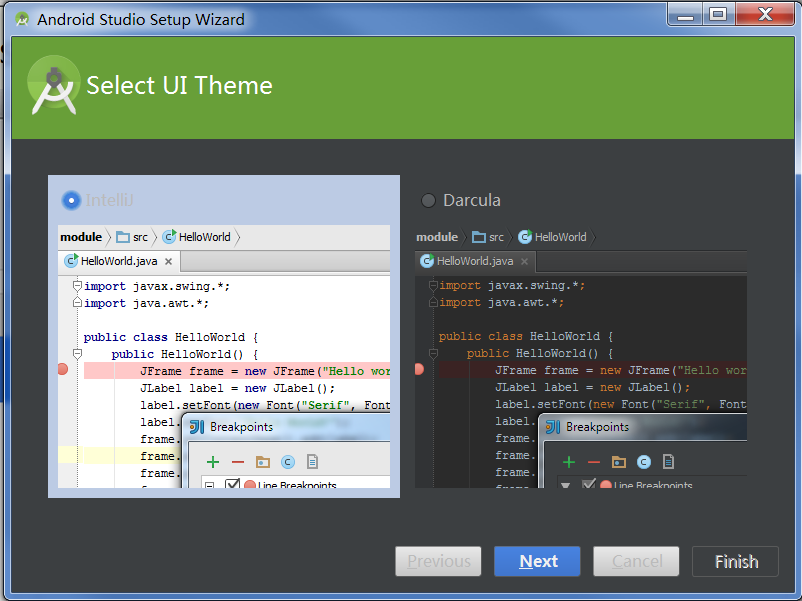 Android Studio Setup Wizard
Select UI Theme
IntelliJ
module src HelloWorld
HelloWorld.java
import javax.swing.*;
import java.awt.*;
public class HelloWorld {
public HelloWorld() {
JFrame frame = new JFrame("Hello wor
JLabel label = new JLabel();
label.setFont(new Font("Serif", Font
label.
frame.
frame.
frame.
Breakpoints
Line Breakpoints
Darcula
module src HelloWorld
HelloWorld.java
import javax.swing.*;
import java.awt.*;
public class HelloWorld {
public HelloWorld() {
JFrame frame = new JFrame("Hello wor
JLabel label = new JLabel();
label.setFont(new Font("Serif", Font
label.
frame.
frame.
frame.
Breakpoints
Line Breakpoints
Previous Next Cancel Finish